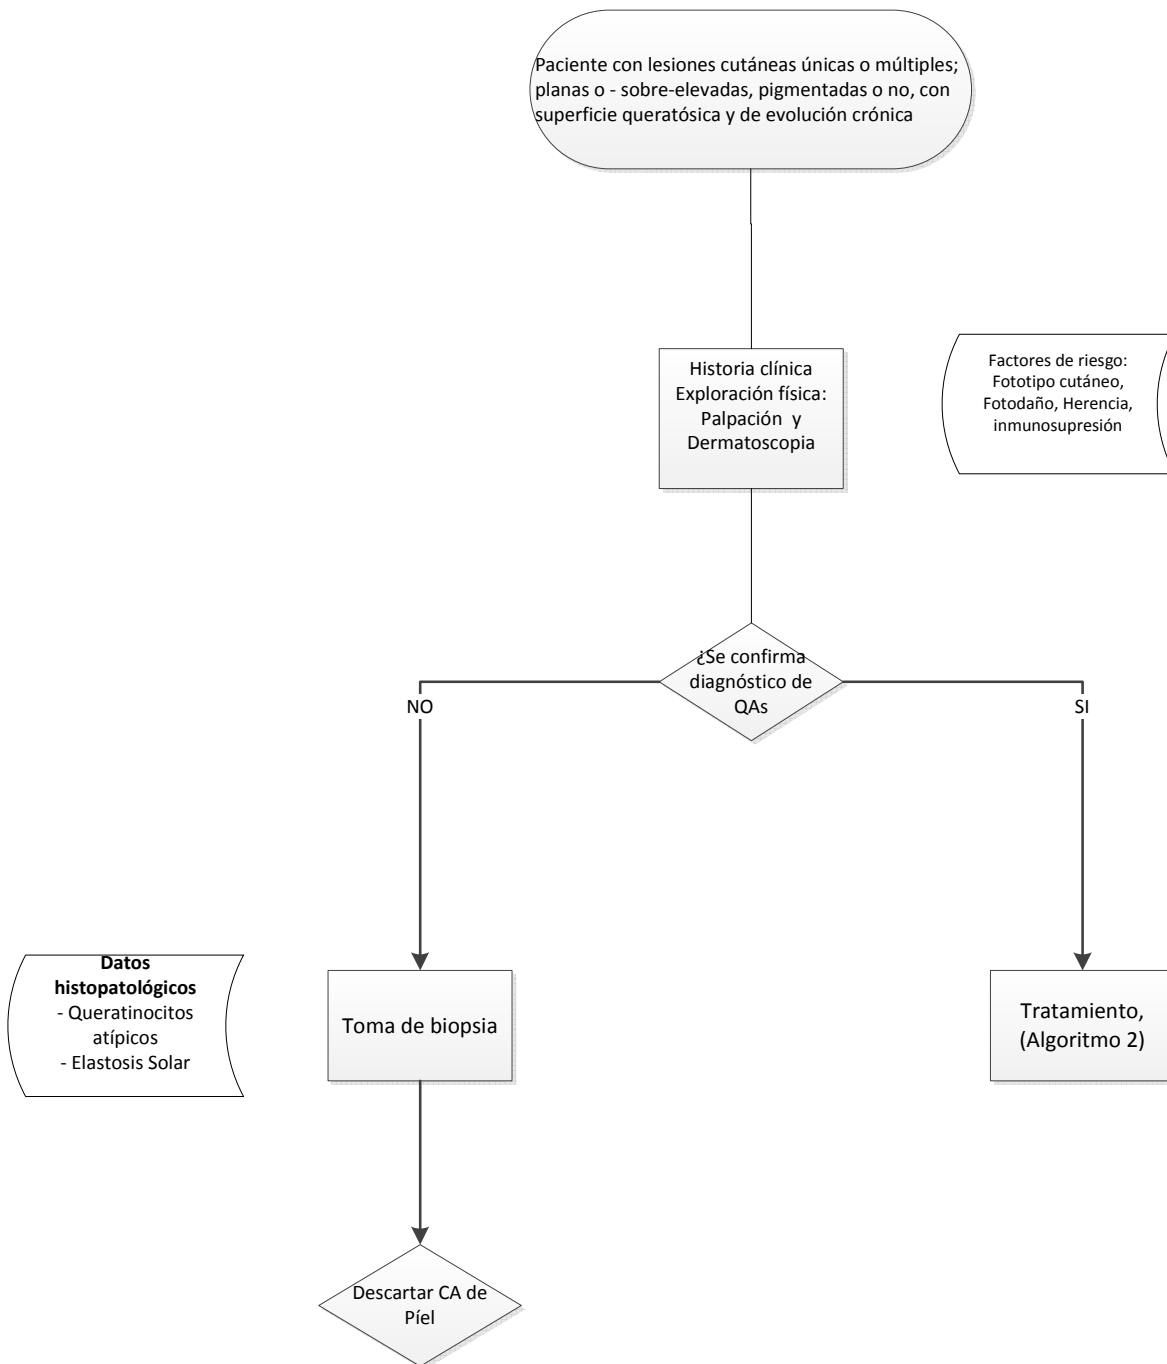 Paciente con lesiones cutáneas únicas o múltiples;
planas o - sobre-elevadas, pigmentadas o no, con
superficie queratósica y de evolución crónica
Historia clínica
Exploración física:
Palpación y
Dermatoscopia
Factores de riesgo:
Fototipo cutáneo,
Fotodaño, Herencia,
inmunosupresión
¿Se confirma
diagnóstico de
QAs
NO
SI
Datos
histopatológicos
- Queratinocitos
atípicos
- Elastosis Solar
Toma de biopsia
Tratamiento,
(Algoritmo 2)
Descartar CA de
Píel